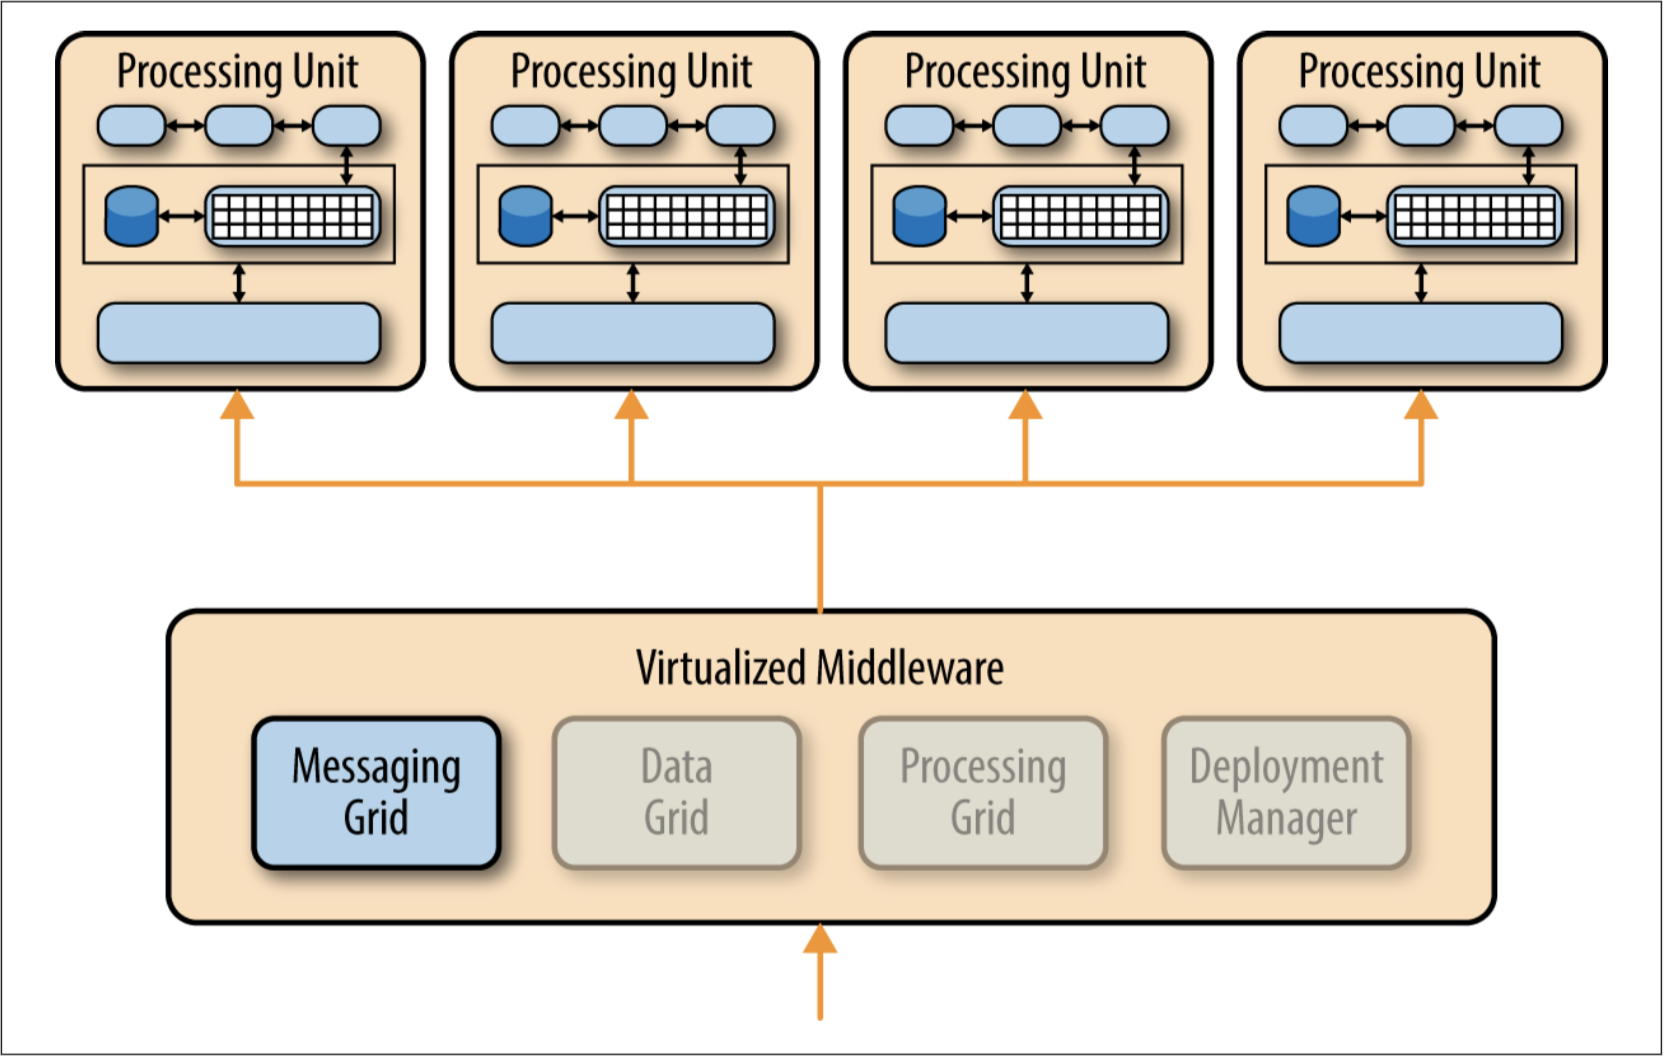 Processing Unit
Processing Unit
Processing Unit
Processing Unit
Virtualized Middleware
Messaging
Grid
Data
Grid
Processing
Grid
Deployment
Manager